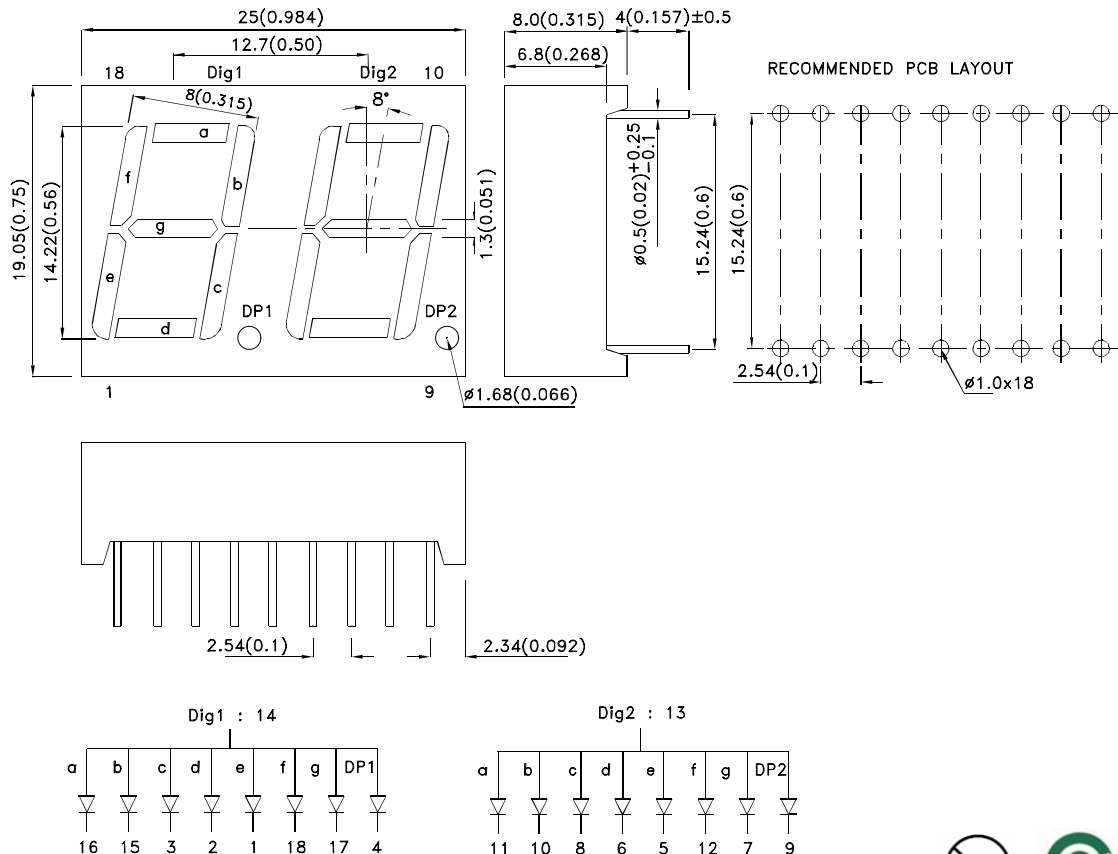 25(0.984)
12.7(0.50)
18 Dig1 Dig2 10
8(0.315)
8°
a
f
b
g
e
c
d
DP1 DP2
1 9
ø1.68(0.066)
19.05(0.75)
14.22(0.56)
1.3(0.051)
8.0(0.315) 4(0.157)±0.5
6.8(0.268)
ø0.5(0.02)+0.25
−0.1
15.24(0.6)
RECOMMENDED PCB LAYOUT
15.24(0.6)
2.54(0.1)
ø1.0x18
2.54(0.1) 2.34(0.092)
Dig1 : 14
a b c d e f g DP1
16 15 3 2 1 18 17 4
Dig2 : 13
a b c d e f g DP2
11 10 8 6 5 12 7 9